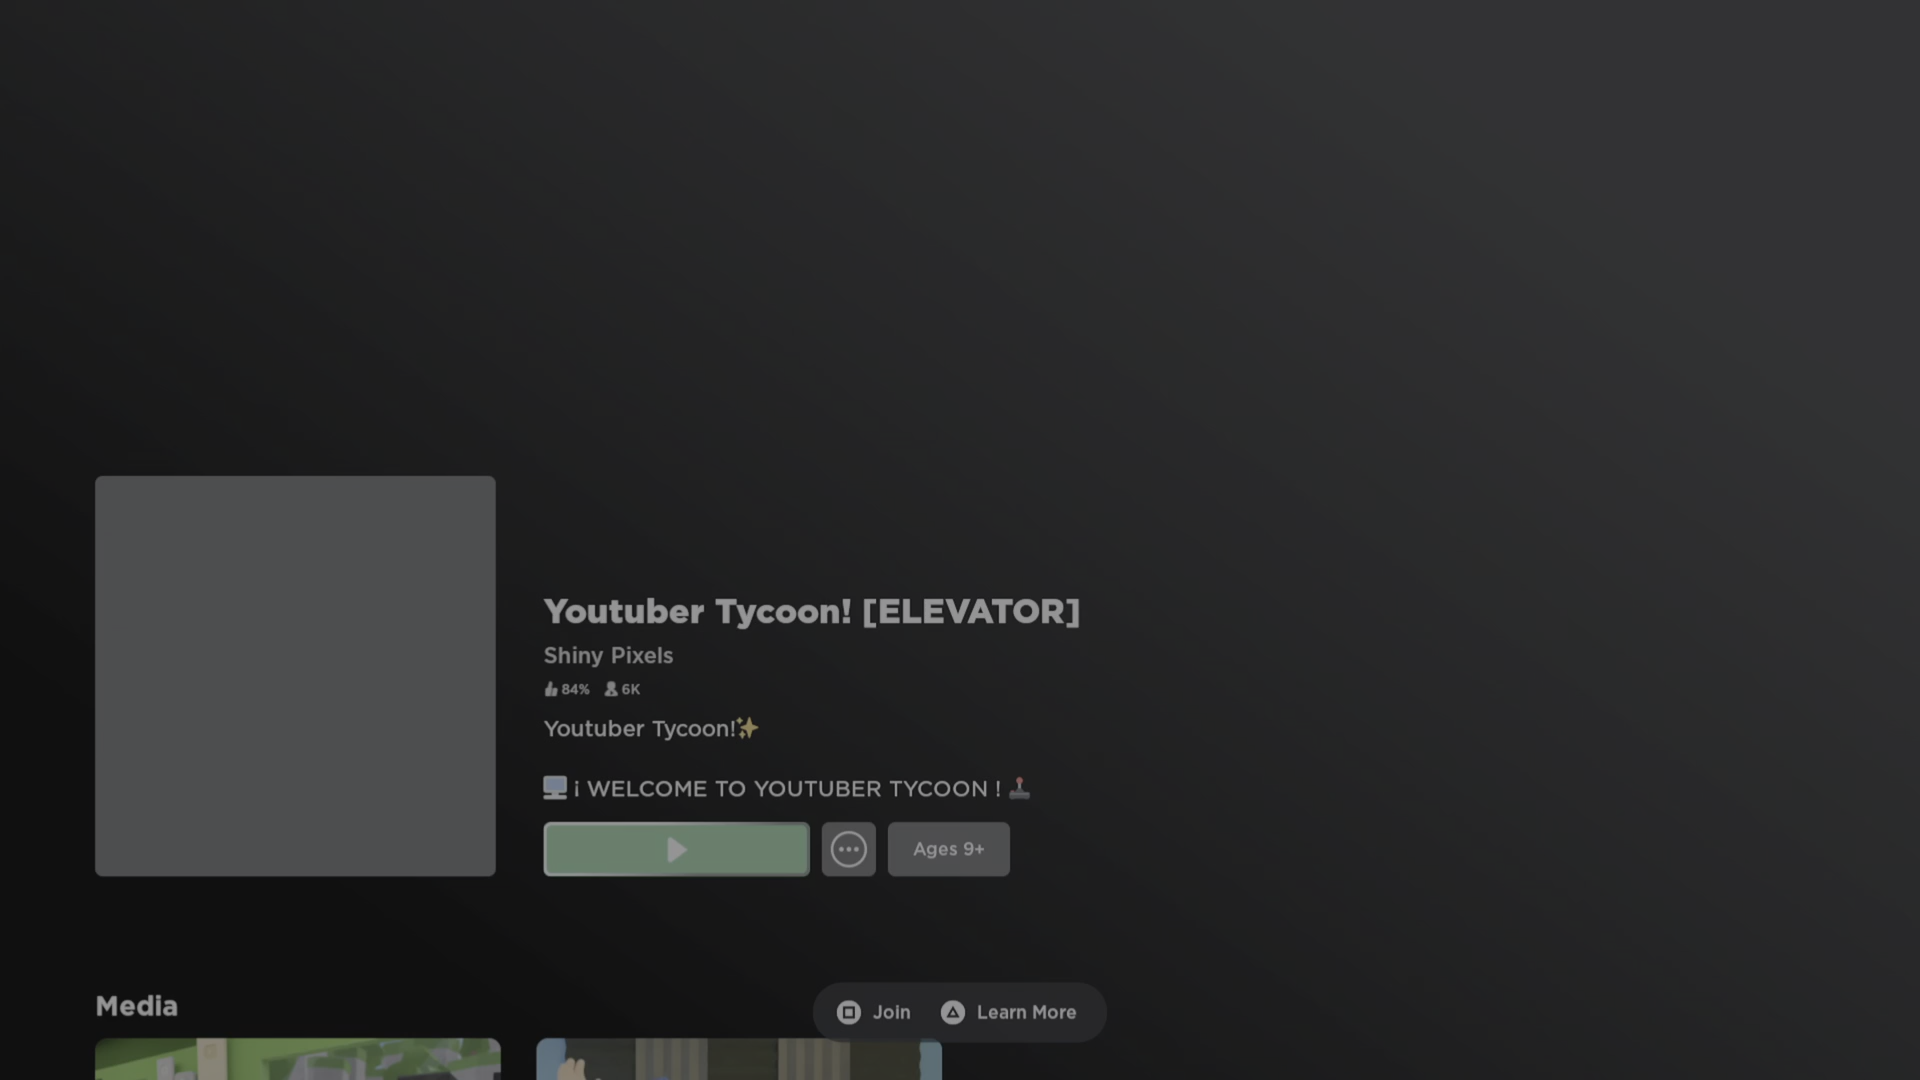 Youtuber Tycoon! [ELEVATOR]
Shiny Pixels
84% 6K
Youtuber Tycoon!✨
🖥️ ¡ WELCOME TO YOUTUBER TYCOON ! 🕹️
Ages 9+
Media
Join Learn More